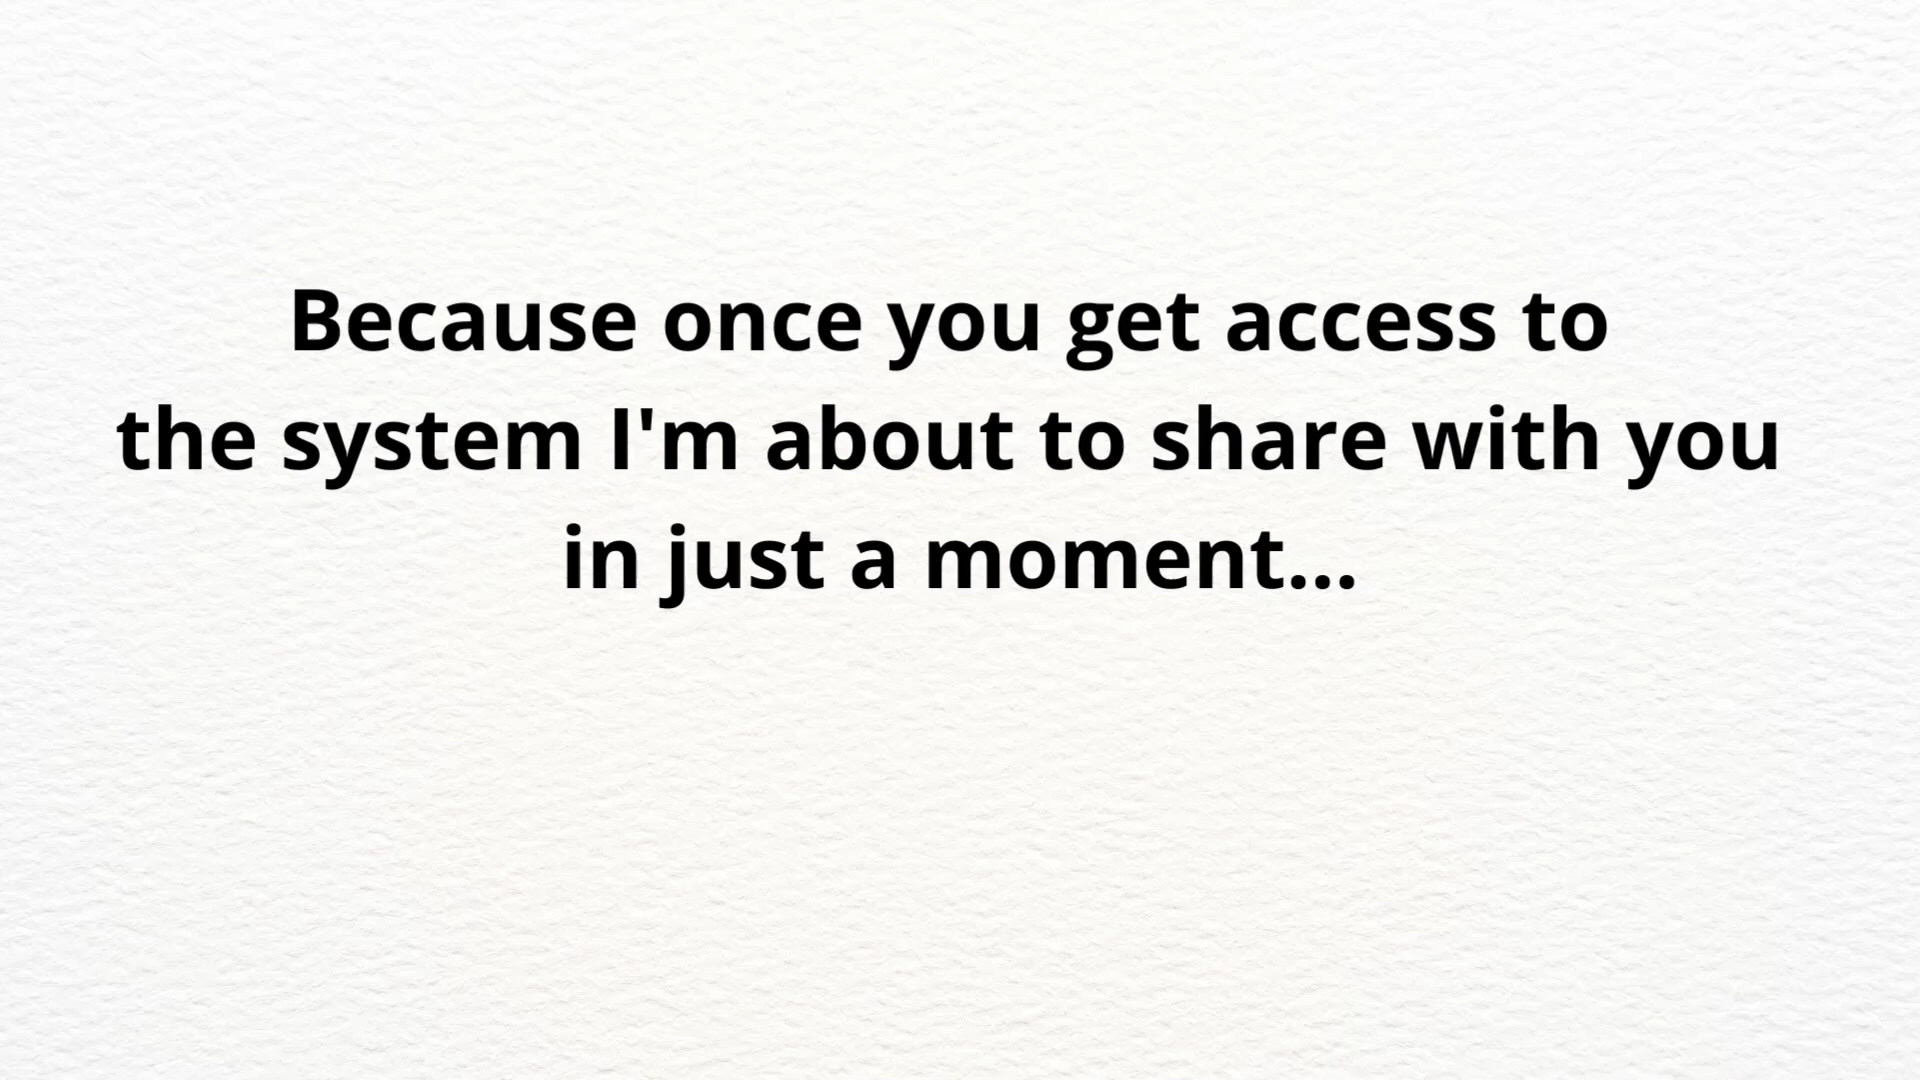 Because once you get access to
the system I'm about to share with you
in just a moment...